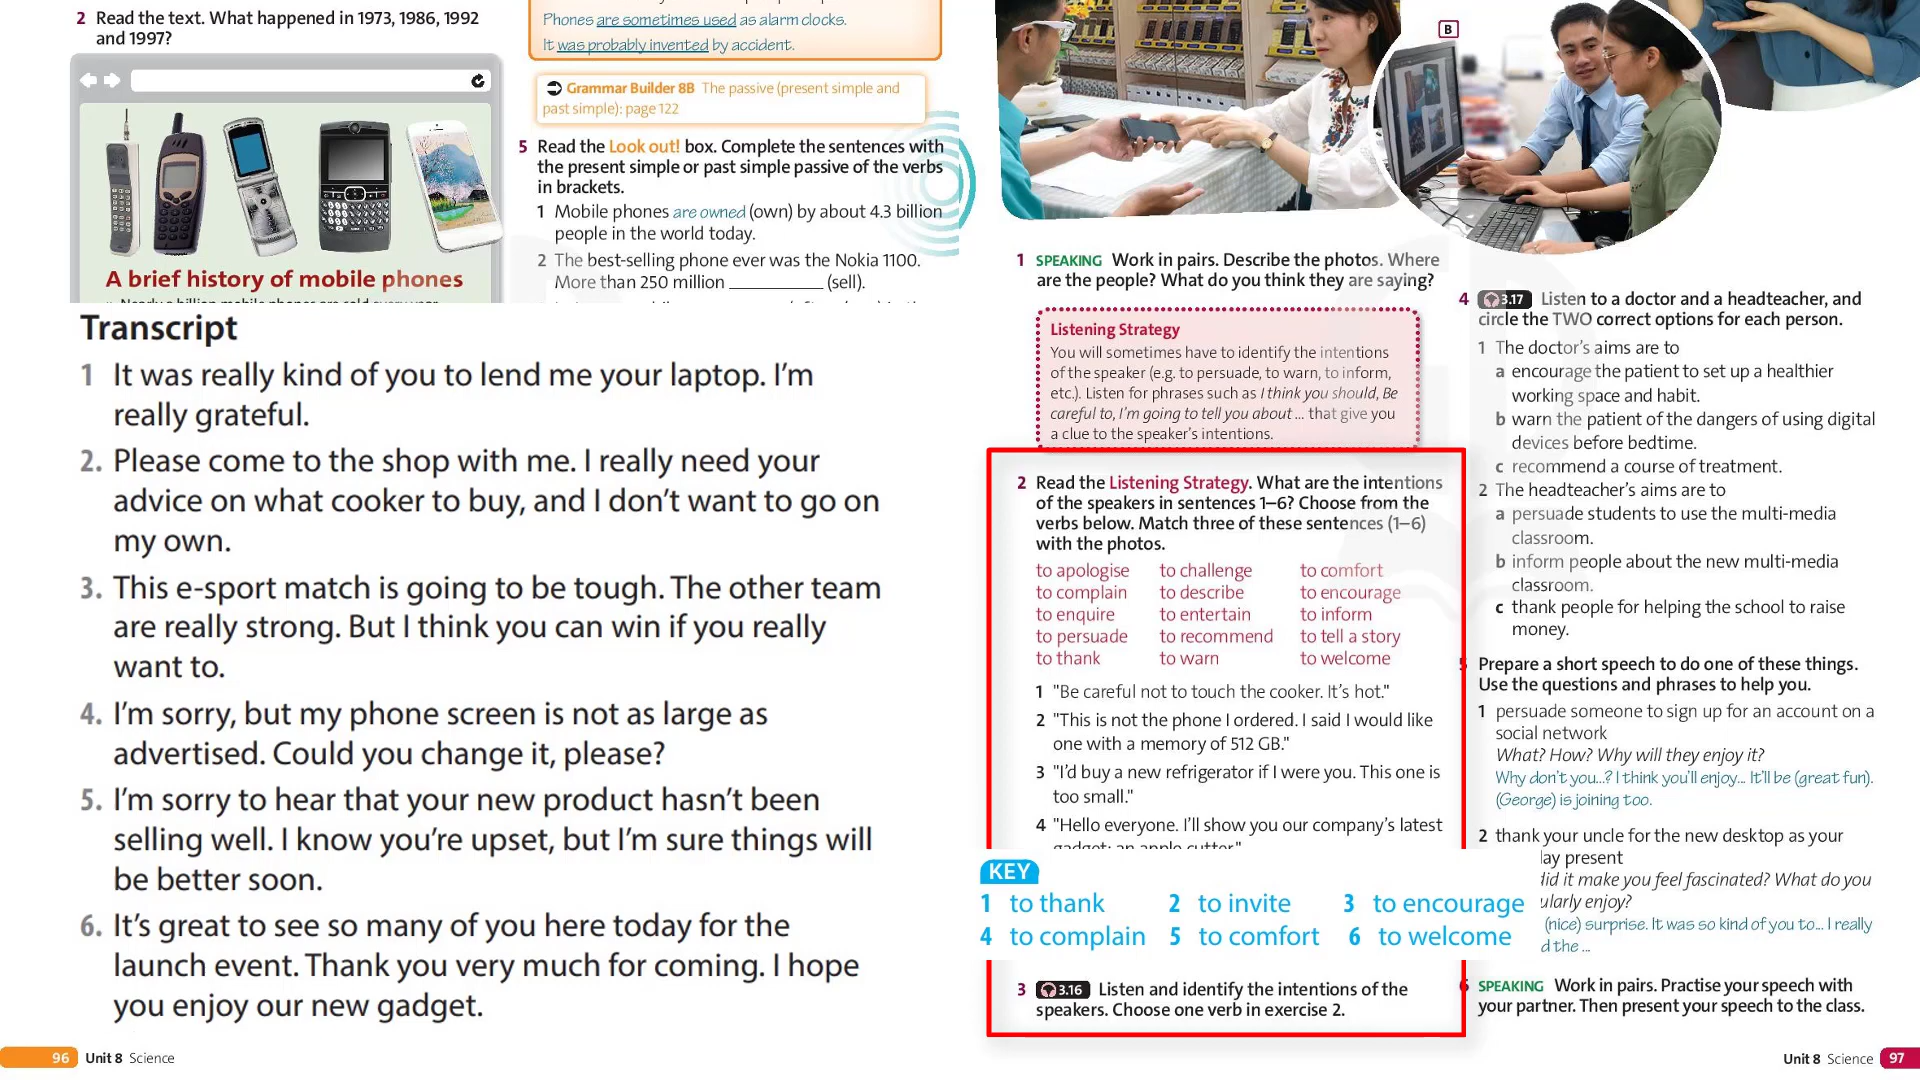 2 Read the text. What happened in 1973, 1986, 1992
and 1997?
A brief history of mobile phones
Phones are sometimes used as alarm clocks.
It was probably invented by accident.
Grammar Builder 8B The passive (present simple and
past simple): page 122
5 Read the Look out! box. Complete the sentences with
the present simple or past simple passive of the verbs
in brackets.
1 Mobile phones are owned (own) by about 4.3 billion
people in the world today.
2 The best-selling phone ever was the Nokia 1100.
More than 250 million __________ (sell).
Transcript
1 It was really kind of you to lend me your laptop. I'm
really grateful.
2. Please come to the shop with me. I really need your
advice on what cooker to buy, and I don't want to go on
my own.
3. This e-sport match is going to be tough. The other team
are really strong. But I think you can win if you really
want to.
4. I'm sorry, but my phone screen is not as large as
advertised. Could you change it, please?
5. I'm sorry to hear that your new product hasn't been
selling well. I know you're upset, but I'm sure things will
be better soon.
6. It's great to see so many of you here today for the
launch event. Thank you very much for coming. I hope
you enjoy our new gadget.
96 Unit 8 Science
B
1 SPEAKING Work in pairs. Describe the photos. Where
are the people? What do you think they are saying?
Listening Strategy
You will sometimes have to identify the intentions
of the speaker (e.g. to persuade, to warn, to inform,
etc.). Listen for phrases such as I think you should, Be
careful to, I'm going to tell you about ... that give you
a clue to the speaker's intentions.
2 Read the Listening Strategy. What are the intentions
of the speakers in sentences 1–6? Choose from the
verbs below. Match three of these sentences (1–6)
with the photos.
to apologise to challenge to comfort
to complain to describe to encourage
to enquire to entertain to inform
to persuade to recommend to tell a story
to thank to warn to welcome
1 "Be careful not to touch the cooker. It's hot."
2 "This is not the phone I ordered. I said I would like
one with a memory of 512 GB."
3 "I'd buy a new refrigerator if I were you. This one is
too small."
4 "Hello everyone. I'll show you our company's latest
gadget: an apple cutter."
KEY
1 to thank 2 to invite 3 to encourage
4 to complain 5 to comfort 6 to welcome
3 3.16 Listen and identify the intentions of the
speakers. Choose one verb in exercise 2.
4 3.17 Listen to a doctor and a headteacher, and
circle the TWO correct options for each person.
1 The doctor's aims are to
a encourage the patient to set up a healthier
working space and habit.
b warn the patient of the dangers of using digital
devices before bedtime.
c recommend a course of treatment.
2 The headteacher's aims are to
a persuade students to use the multi-media
classroom.
b inform people about the new multi-media
classroom.
c thank people for helping the school to raise
money.
5 Prepare a short speech to do one of these things.
Use the questions and phrases to help you.
1 persuade someone to sign up for an account on a
social network
What? How? Why will they enjoy it?
Why don't you...? I think you'll enjoy... It'll be (great fun).
(George) is joining too.
2 thank your uncle for the new desktop as your
lay present
did it make you feel fascinated? What do you
ularly enjoy?
(nice) surprise. It was so kind of you to... I really
d the ...
6 SPEAKING Work in pairs. Practise your speech with
your partner. Then present your speech to the class.
Unit 8 Science 97